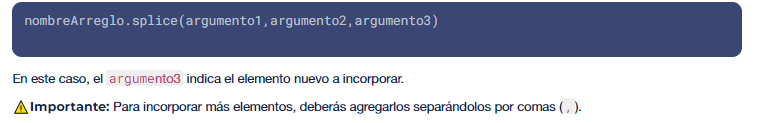 nombreArreglo.splice(argumento1,argumento2,argumento3)
En este caso, el argumento3 indica el elemento nuevo a incorporar.
⚠️Importante: Para incorporar más elementos, deberás agregarlos separándolos por comas (,).